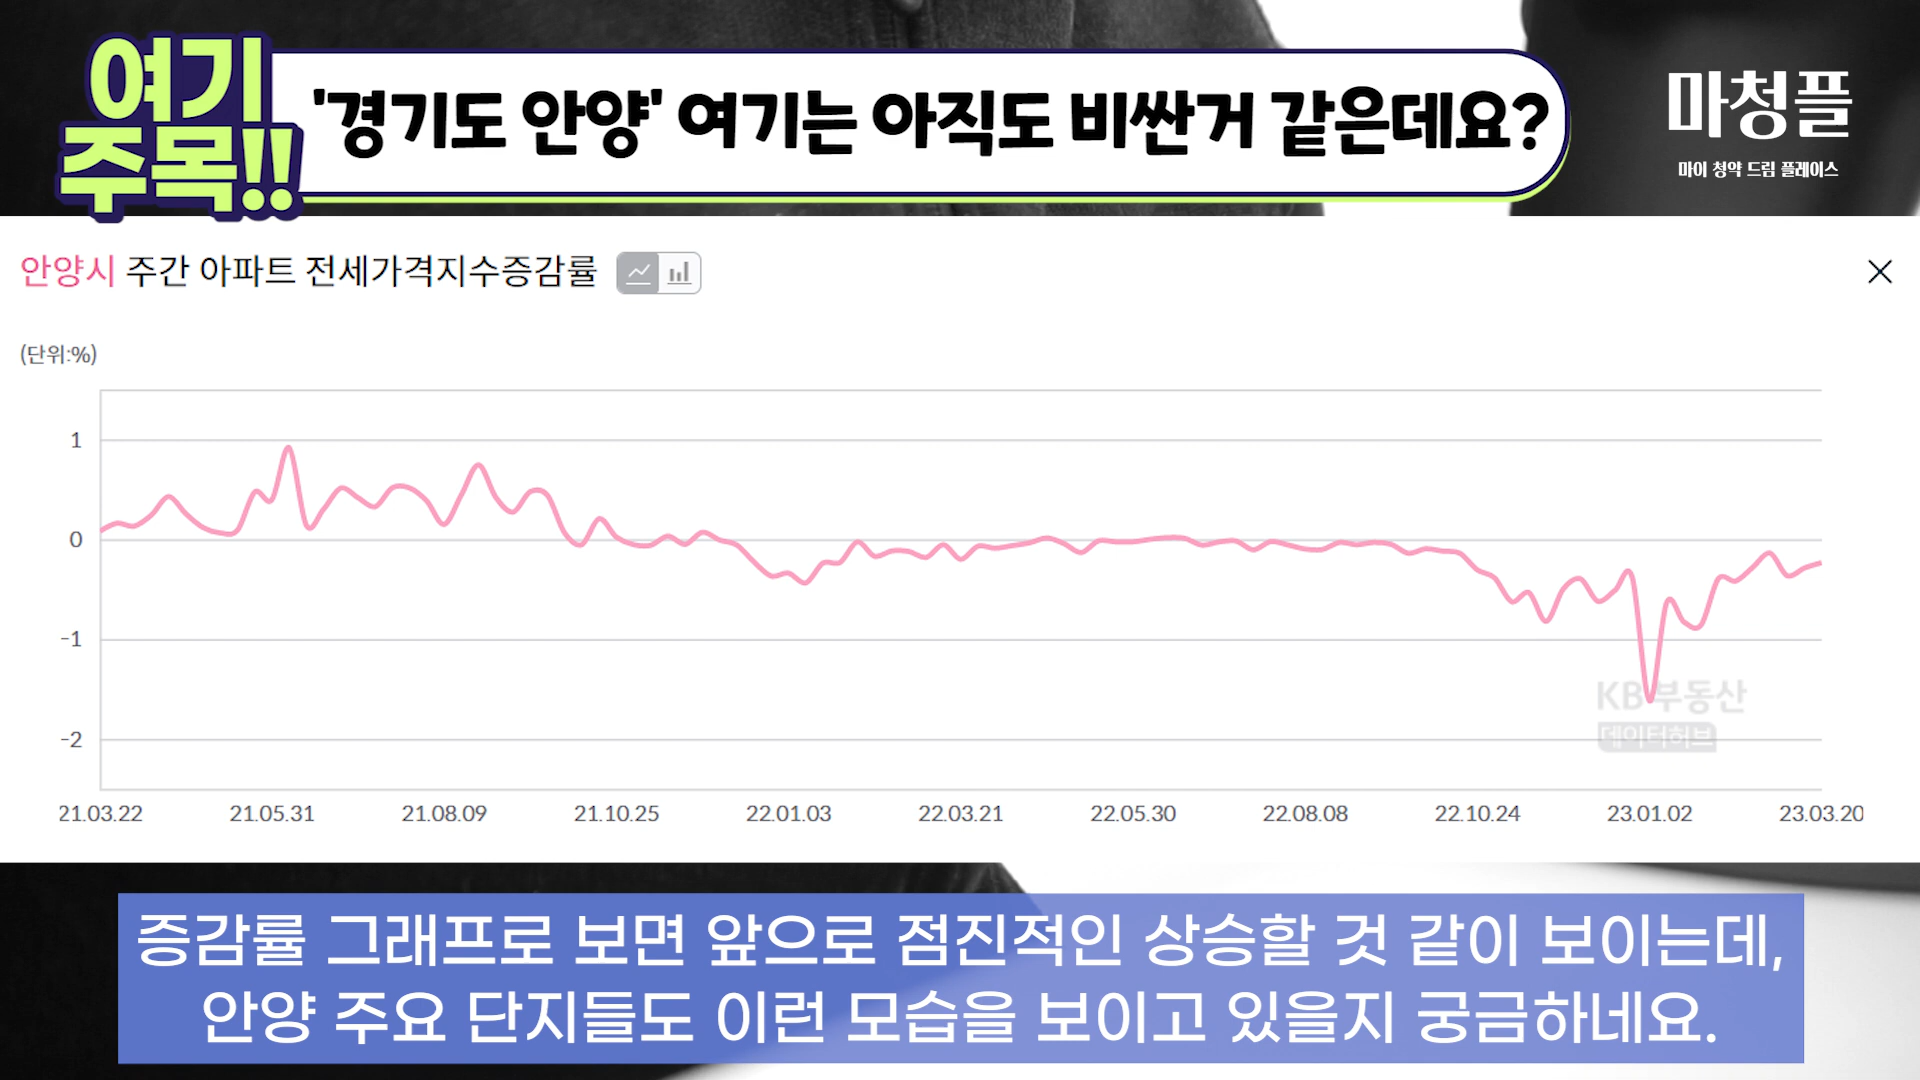 여기
주목!!
'경기도 안양' 여기는 아직도 비싼거 같은데요?
마청플
마이 청약 드림 플레이스
안양시 주간 아파트 전세가격지수증감률
(단위:%)
1
0
-1
-2
KB부동산
데이터허브
21.03.22 21.05.31 21.08.09 21.10.25 22.01.03 22.03.21 22.05.30 22.08.08 22.10.24 23.01.02 23.03.20
증감률 그래프로 보면 앞으로 점진적인 상승할 것 같이 보이는데,
안양 주요 단지들도 이런 모습을 보이고 있을지 궁금하네요.